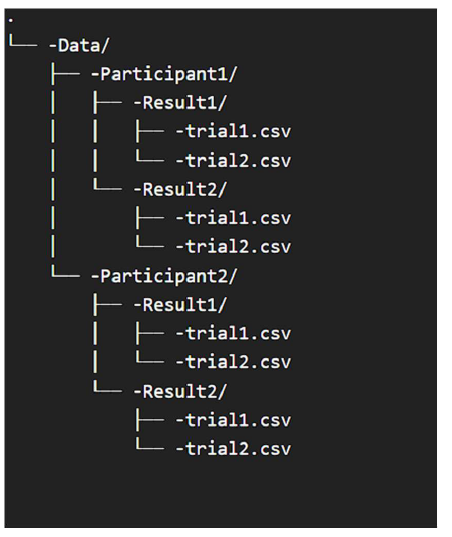 .
└── -Data/
    ├── -Participant1/
    │   ├── -Result1/
    │   │   ├── -trial1.csv
    │   │   └── -trial2.csv
    │   └── -Result2/
    │       ├── -trial1.csv
    │       └── -trial2.csv
    └── -Participant2/
        ├── -Result1/
        │   ├── -trial1.csv
        │   └── -trial2.csv
        └── -Result2/
            ├── -trial1.csv
            └── -trial2.csv